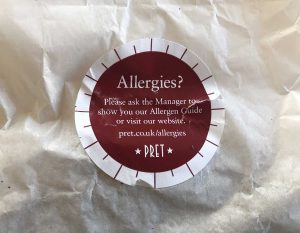 Allergies?
Please ask the Manager to
show you our Allergen Guide
or visit our website.
pret.co.uk/allergies
★ PRET ★